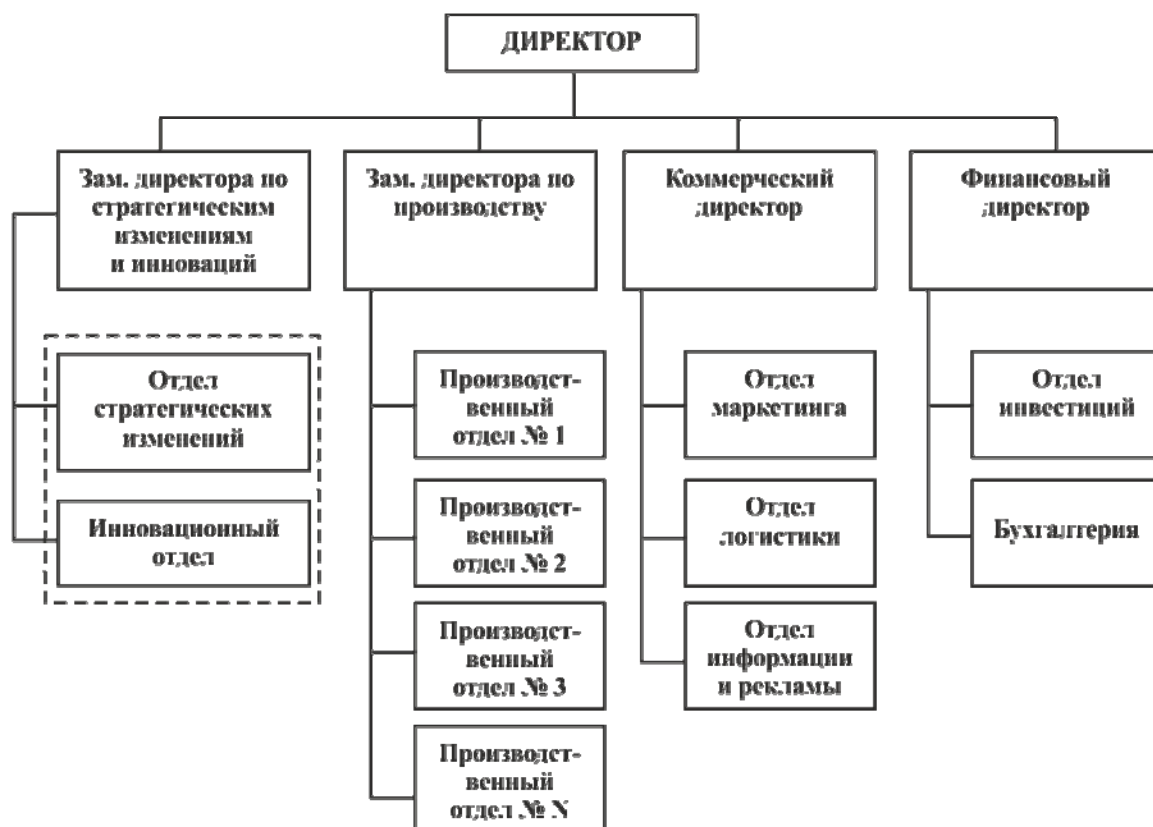 ДИРЕКТОР
Зам. директора по
стратегическим
изменениям
и инноваций
Зам. директора по
производству
Коммерческий
директор
Финансовый
директор
Отдел
стратегических
изменений
Инновационный
отдел
Производст-
венный
отдел № 1
Производст-
венный
отдел № 2
Производст-
венный
отдел № 3
Производст-
венный
отдел № N
Отдел
маркетинга
Отдел
логистики
Отдел
информации
и рекламы
Отдел
инвестиций
Бухгалтерия